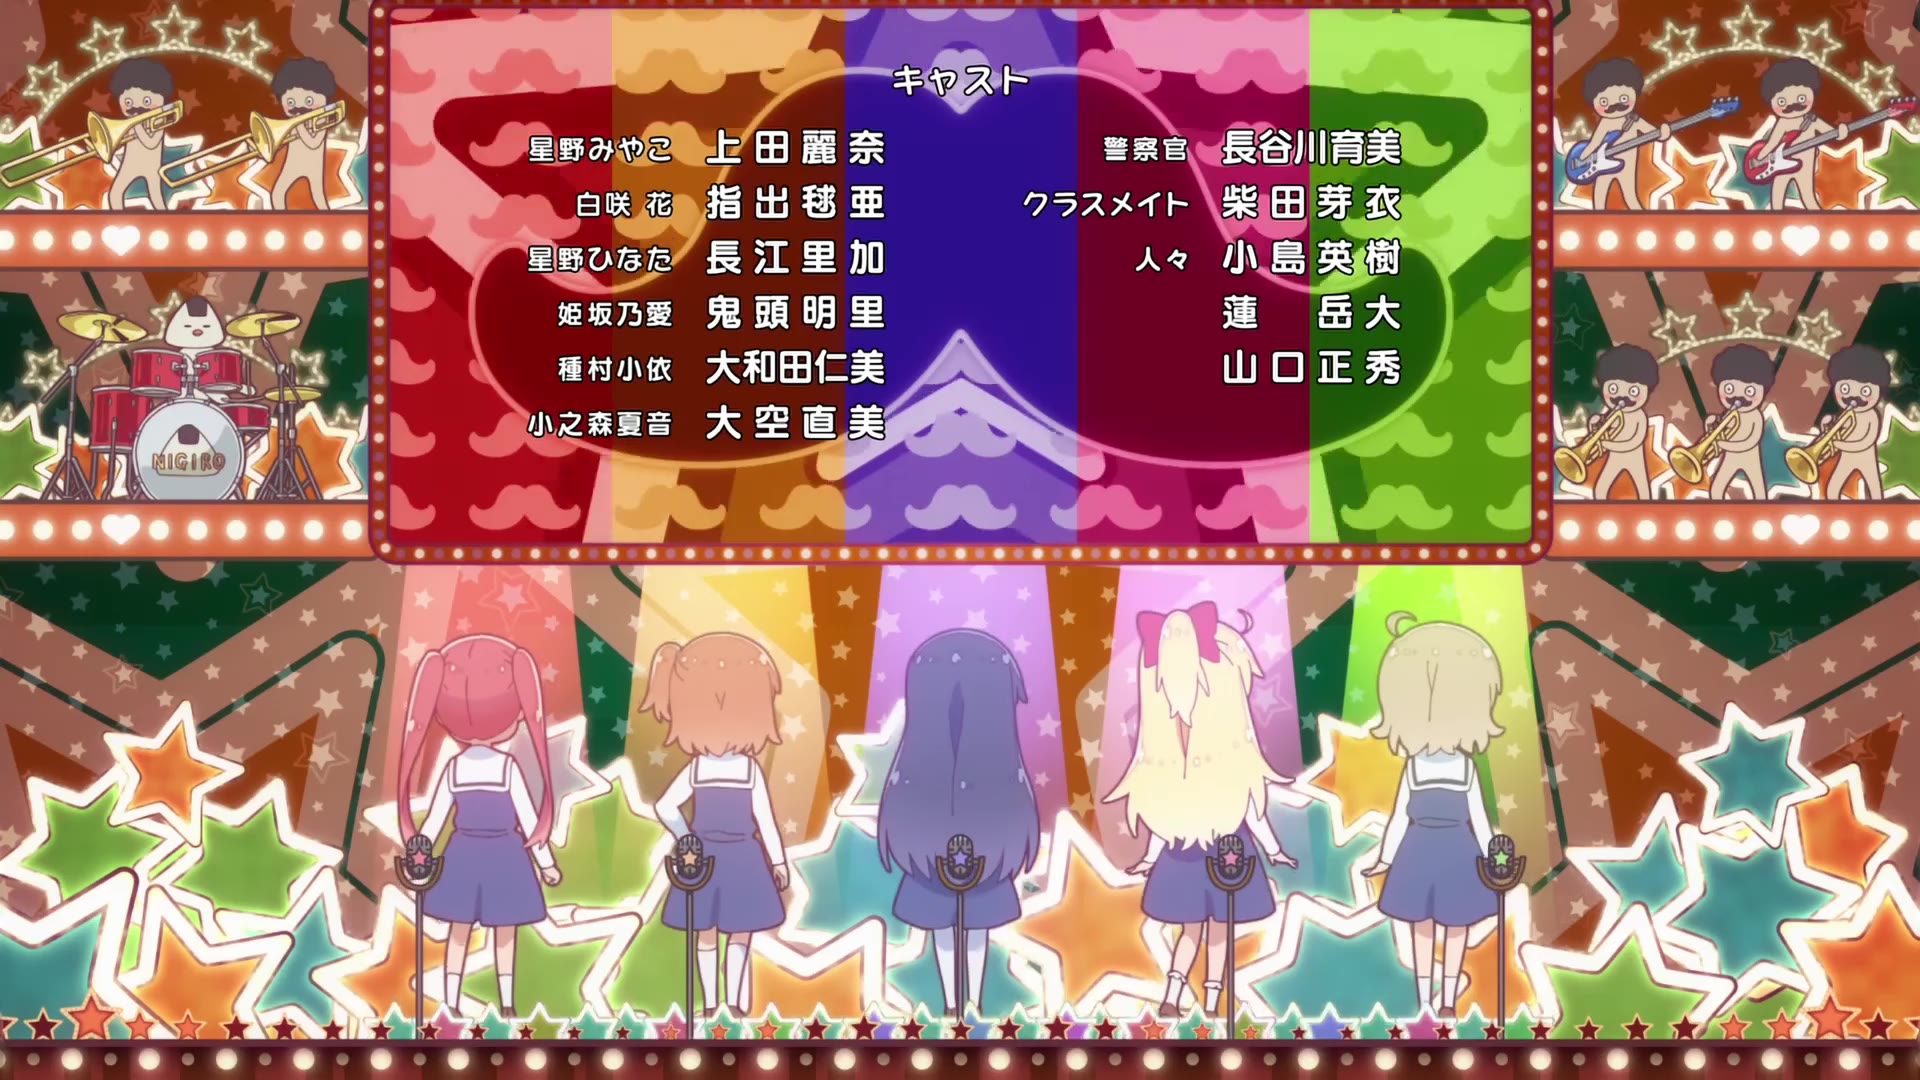 キャスト
星野みやこ 上田麗奈
白咲 花 指出毬亜
星野ひなた 長江里加
姫坂乃愛 鬼頭明里
種村小依 大和田仁美
小之森夏音 大空直美
警察官 長谷川育美
クラスメイト 柴田芽衣
人々 小島英樹
蓮 岳大
山口正秀
NIGIRO